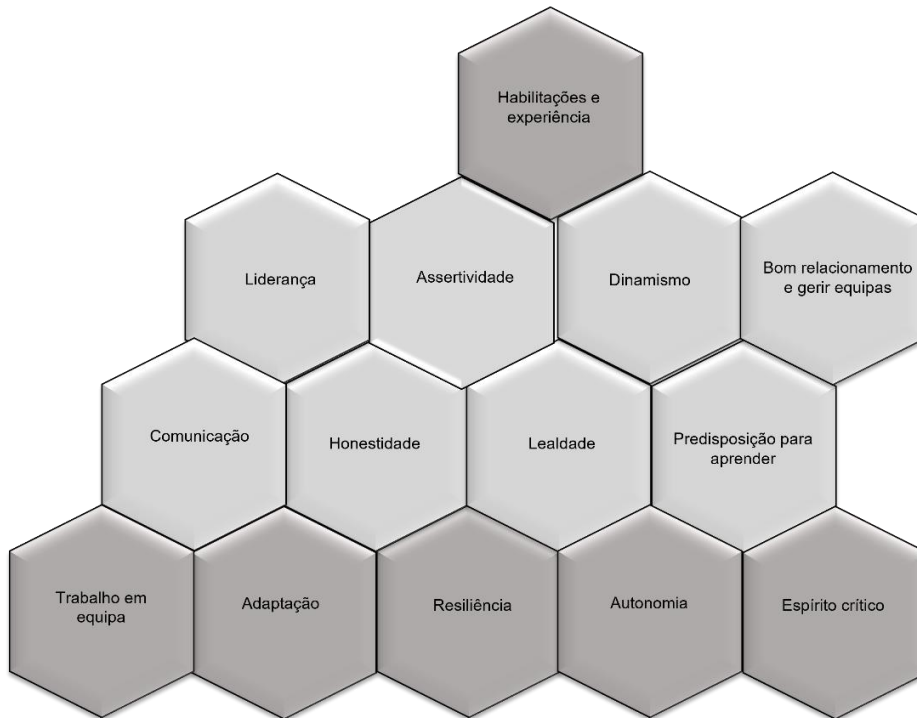 Habilitações e
experiência
Liderança
Assertividade
Dinamismo
Bom relacionamento
e gerir equipas
Comunicação
Honestidade
Lealdade
Predisposição para
aprender
Trabalho em
equipa
Adaptação
Resiliência
Autonomia
Espírito crítico